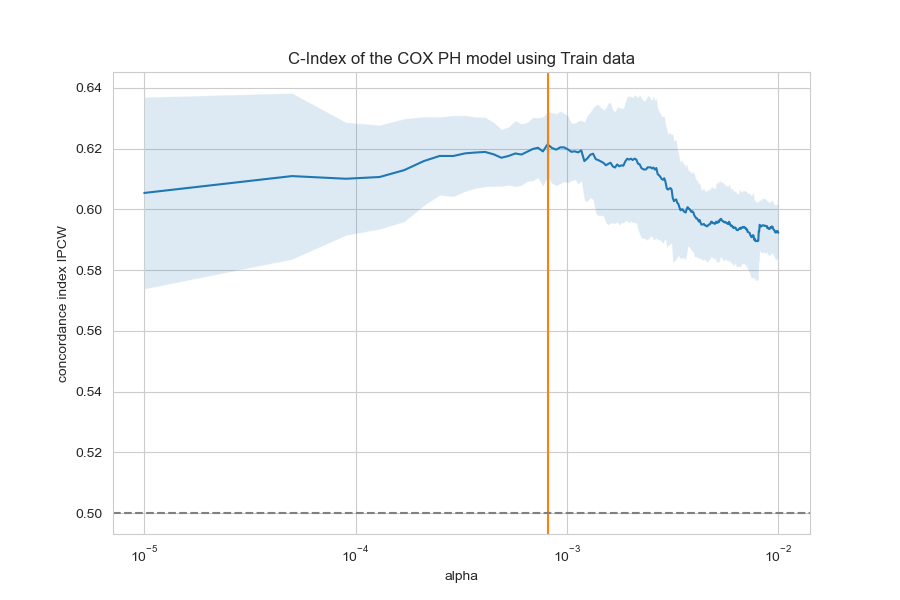 C-Index of the COX PH model using Train data
concordance index IPCW
0.64
0.62
0.60
0.58
0.56
0.54
0.52
0.50
10⁻⁵ 10⁻⁴ 10⁻³ 10⁻²
alpha